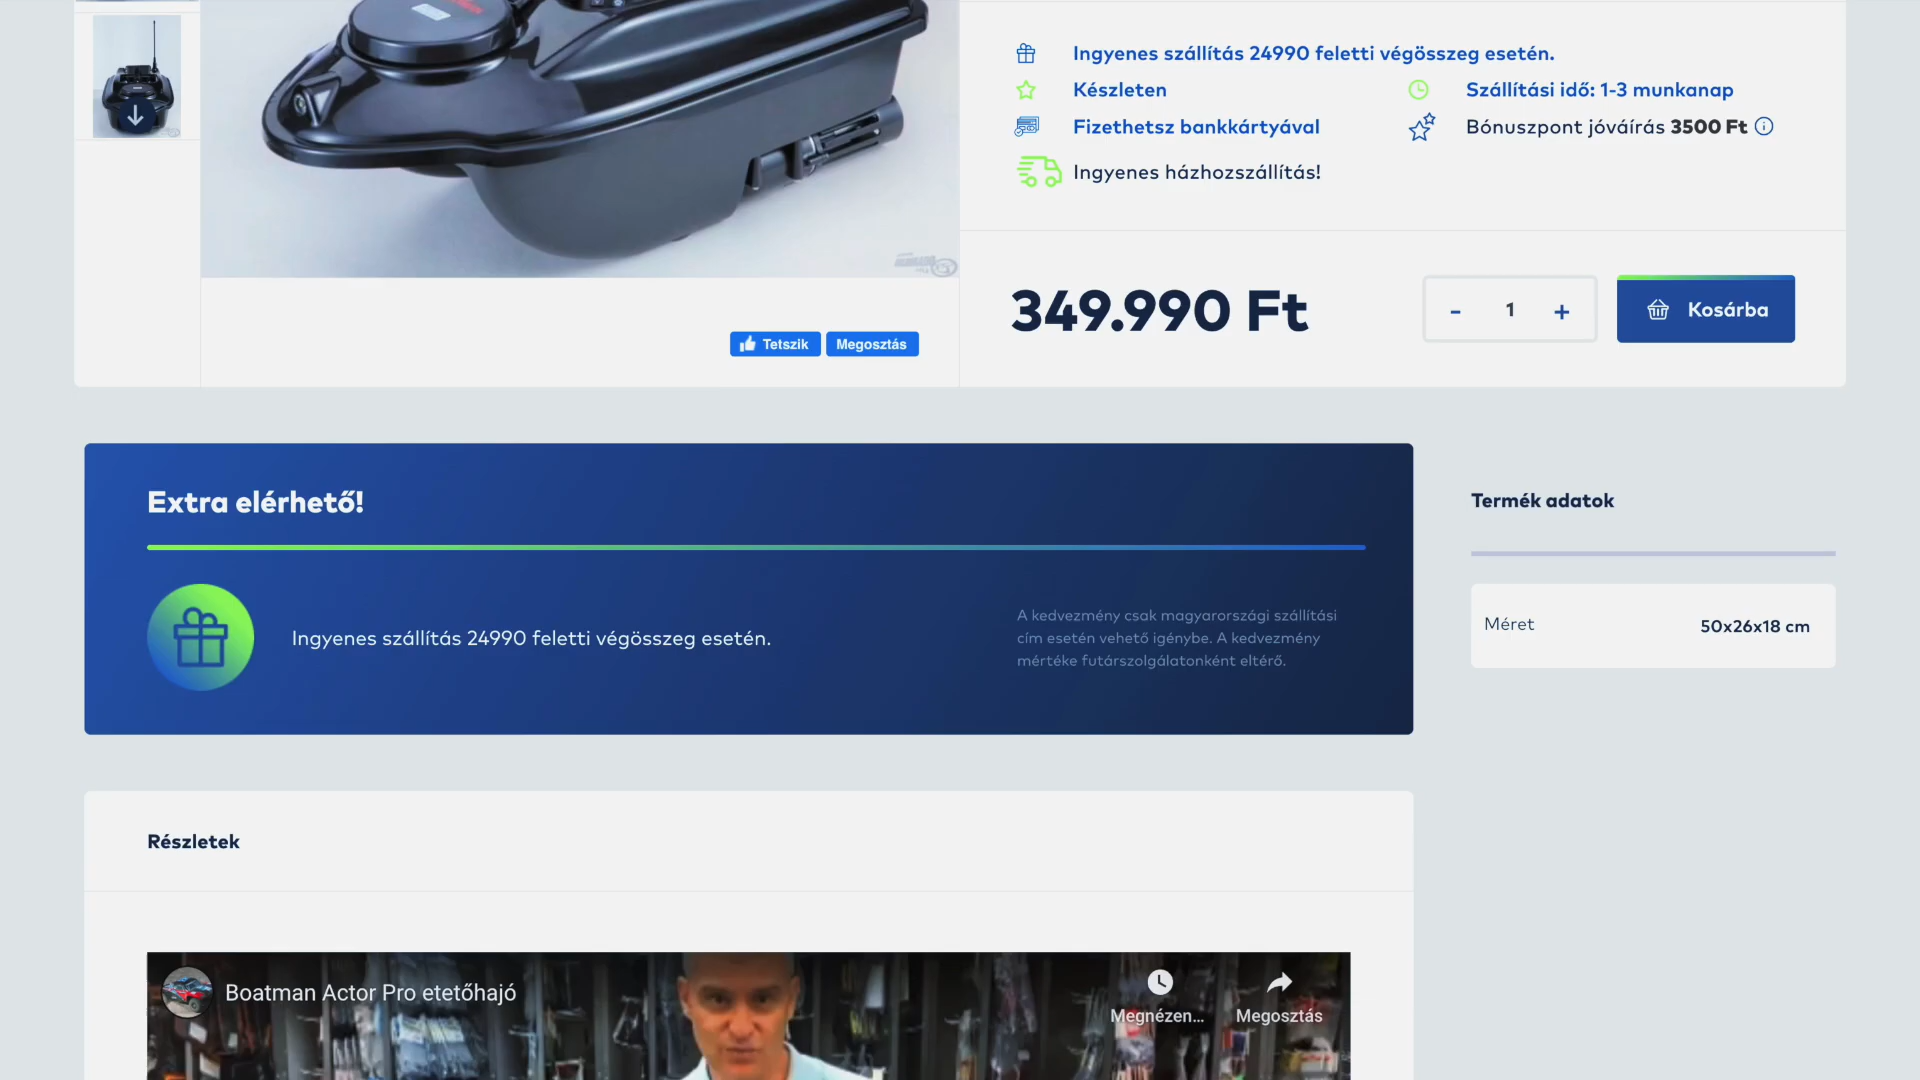 Ingyenes szállítás 24990 feletti végösszeg esetén.
Készleten
Szállítási idő: 1-3 munkanap
Fizethetsz bankkártyával
Bónuszpont jóváírás 3500 Ft
Ingyenes házhozszállítás!
349.990 Ft
- 1 +
Kosárba
Tetszik
Megosztás
Extra elérhető!
Ingyenes szállítás 24990 feletti végösszeg esetén.
A kedvezmény csak magyarországi szállítási
cím esetén vehető igénybe. A kedvezmény
mértéke futárszolgálatonként eltérő.
Termék adatok
Méret
50x26x18 cm
Részletek
Boatman Actor Pro etetőhajó
Megnézen...
Megosztás